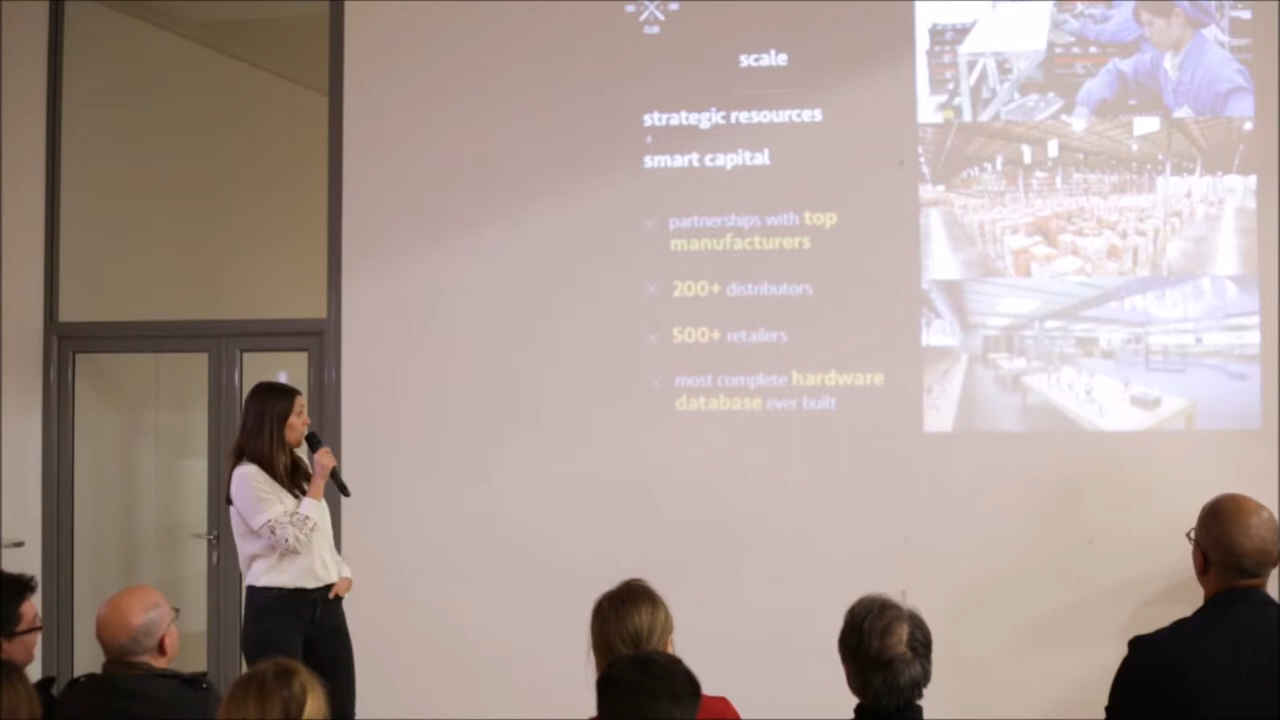 scale
strategic resources
+
smart capital
× partnerships with top
manufacturers
× 200+ distributors
× 500+ retailers
× most complete hardware
database ever built